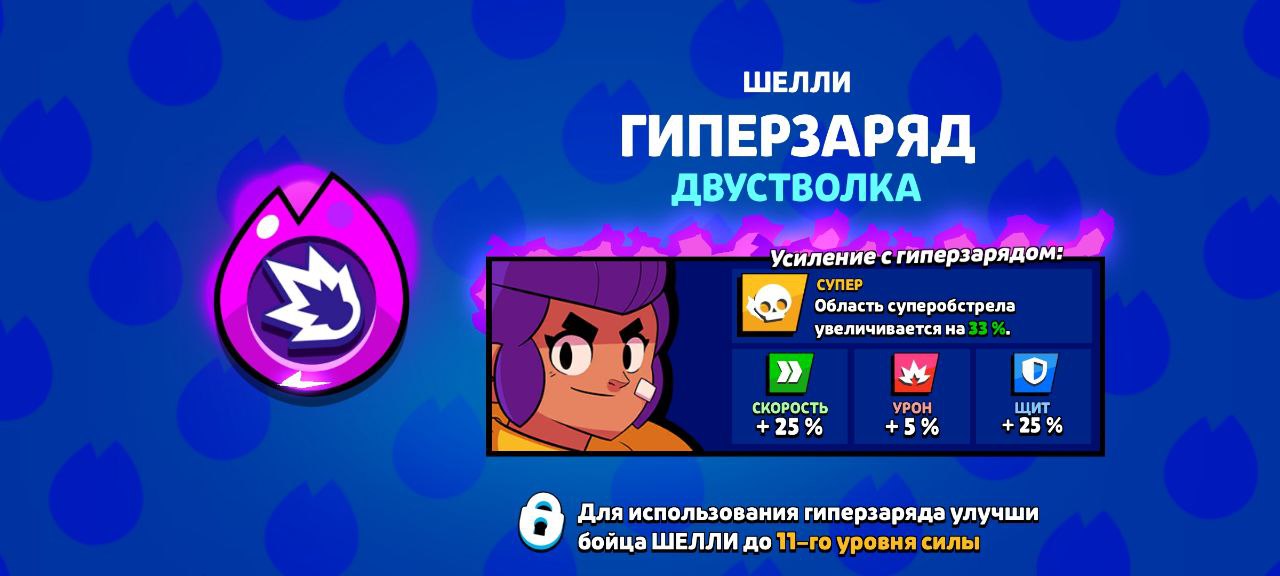 ШЕЛЛИ
ГИПЕРЗАРЯД
ДВУСТВОЛКА
Усиление с гиперзарядом:
СУПЕР
Область суперобстрела
увеличивается на 33 %.
СКОРОСТЬ
+ 25 %
УРОН
+ 5 %
ЩИТ
+ 25 %
Для использования гиперзаряда улучши
бойца ШЕЛЛИ до 11-го уровня силы